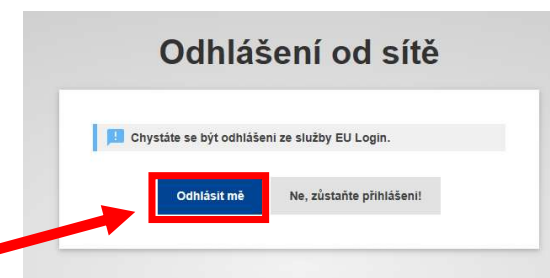 Odhlášení od sítě
Chystáte se být odhlášeni ze služby EU Login.
Odhlásit mě
Ne, zůstaňte přihlášeni!